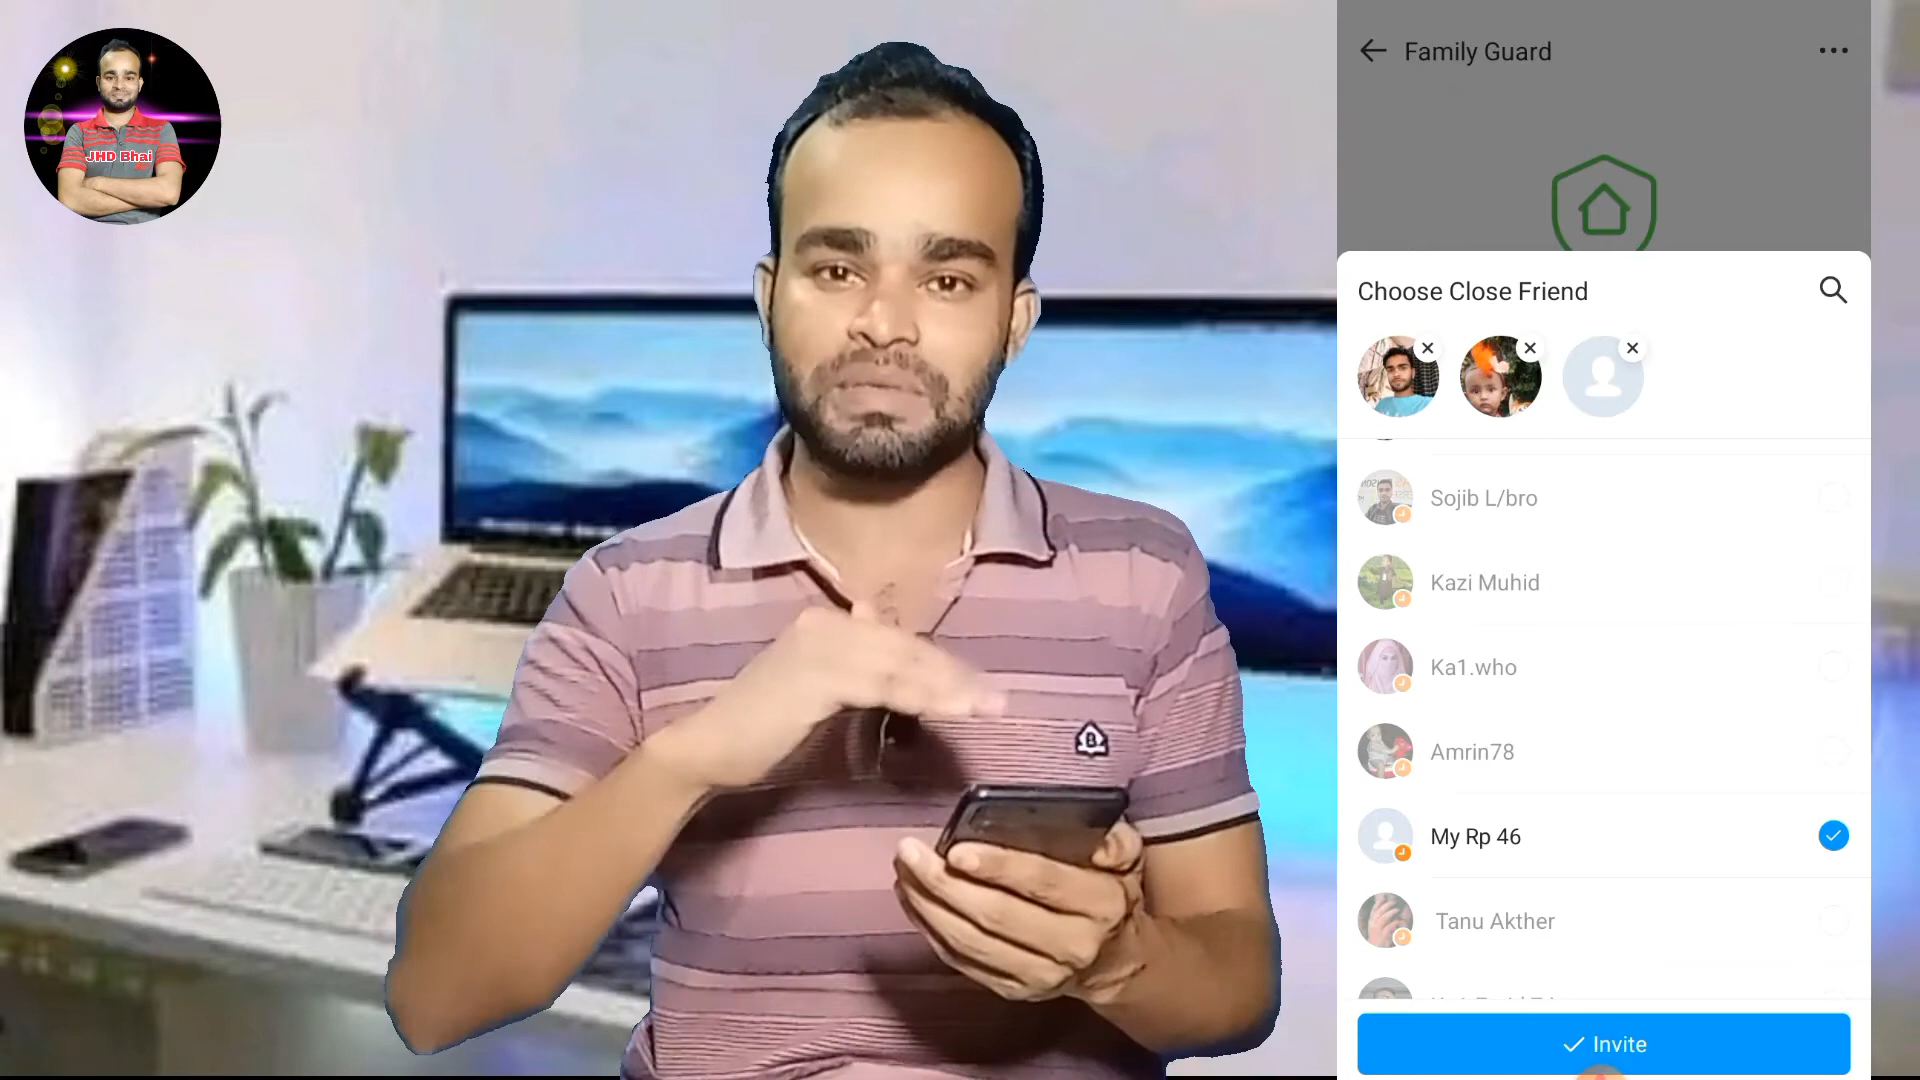 JHD Bhai
Family Guard
Choose Close Friend
Sojib L/bro
Kazi Muhid
Ka1.who
Amrin78
My Rp 46
Tanu Akther
Invite
B